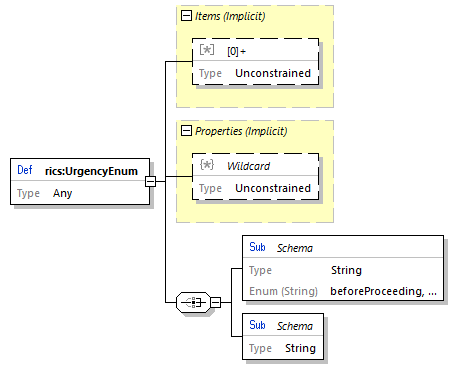 Items (Implicit)
[*] [0]+
Type Unconstrained
Properties (Implicit)
{*} Wildcard
Type Unconstrained
Def rics:UrgencyEnum
Type Any
Sub Schema
Type String
Enum (String) beforeProceeding, ...
Sub Schema
Type String